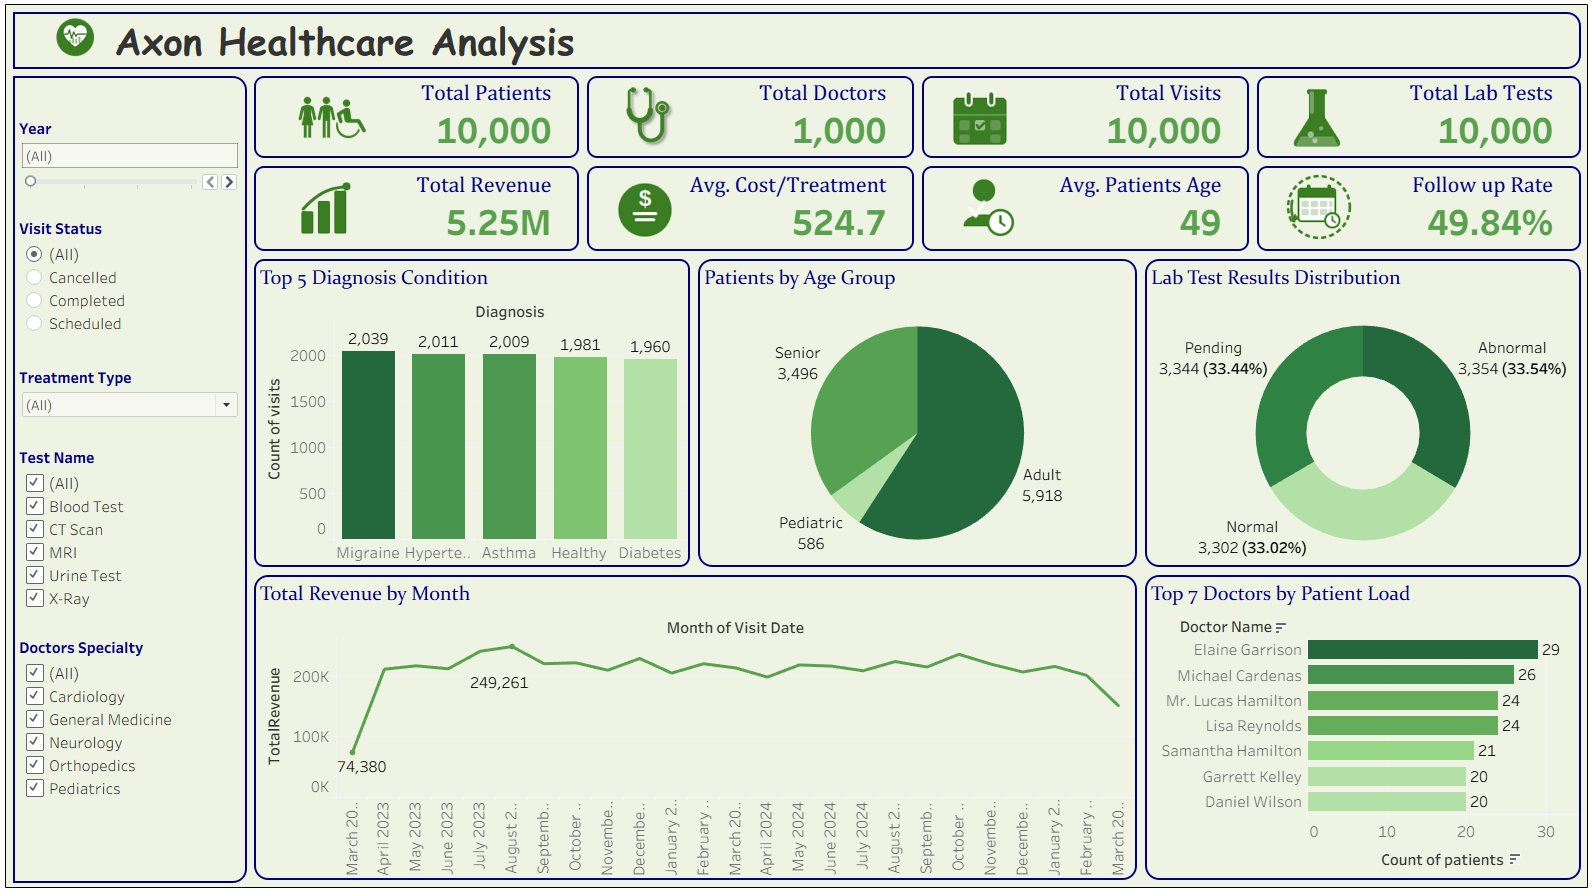 Axon Healthcare Analysis
Year
(All)
Visit Status
(All)
Cancelled
Completed
Scheduled
Treatment Type
(All)
Test Name
(All)
Blood Test
CT Scan
MRI
Urine Test
X-Ray
Doctors Specialty
(All)
Cardiology
General Medicine
Neurology
Orthopedics
Pediatrics
Total Patients
10,000
Total Doctors
1,000
Total Visits
10,000
Total Lab Tests
10,000
Total Revenue
5.25M
$
Avg. Cost/Treatment
524.7
Avg. Patients Age
49
Follow up Rate
49.84%
Top 5 Diagnosis Condition
Diagnosis
Count of visits
2000
1500
1000
500
0
2,039
2,011
2,009
1,981
1,960
Migraine
Hyperte..
Asthma
Healthy
Diabetes
Patients by Age Group
Senior
3,496
Adult
5,918
Pediatric
586
Lab Test Results Distribution
Pending
3,344 (33.44%)
Abnormal
3,354 (33.54%)
Normal
3,302 (33.02%)
Total Revenue by Month
Month of Visit Date
TotalRevenue
200K
100K
0K
249,261
74,380
March 20..
April 2023
May 2023
June 2023
July 2023
August 2..
Septemb..
October ..
Novembe..
Decembe..
January 2..
February ..
March 20..
April 2024
May 2024
June 2024
July 2024
August 2..
Septemb..
October ..
Novembe..
Decembe..
January 2..
February ..
March 20..
Top 7 Doctors by Patient Load
Doctor Name
Elaine Garrison 29
Michael Cardenas 26
Mr. Lucas Hamilton 24
Lisa Reynolds 24
Samantha Hamilton 21
Garrett Kelley 20
Daniel Wilson 20
0 10 20 30
Count of patients